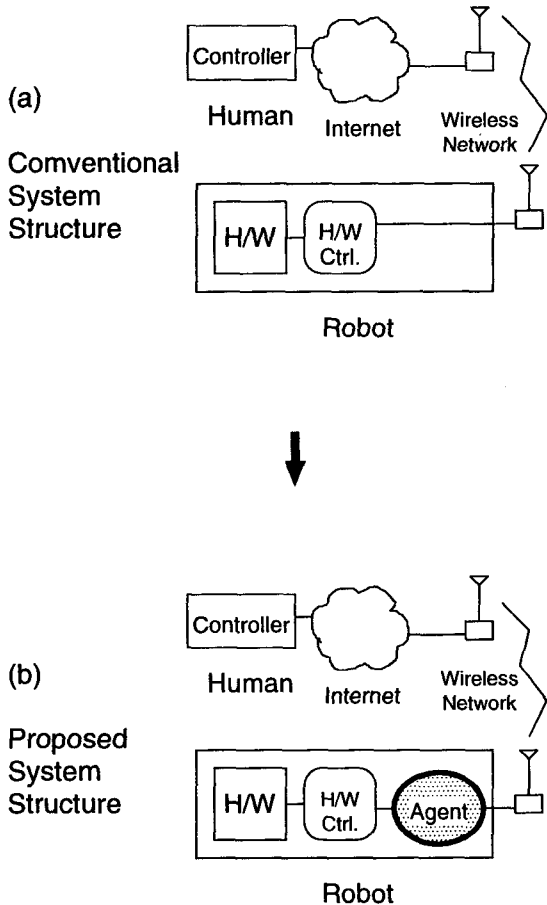 Controller
(a)
Human
Internet
Wireless
Network
Comventional
System
Structure
H/W
H/W
Ctrl.
Robot
Controller
(b)
Human
Internet
Wireless
Network
Proposed
System
Structure
H/W
H/W
Ctrl.
Agent
Robot